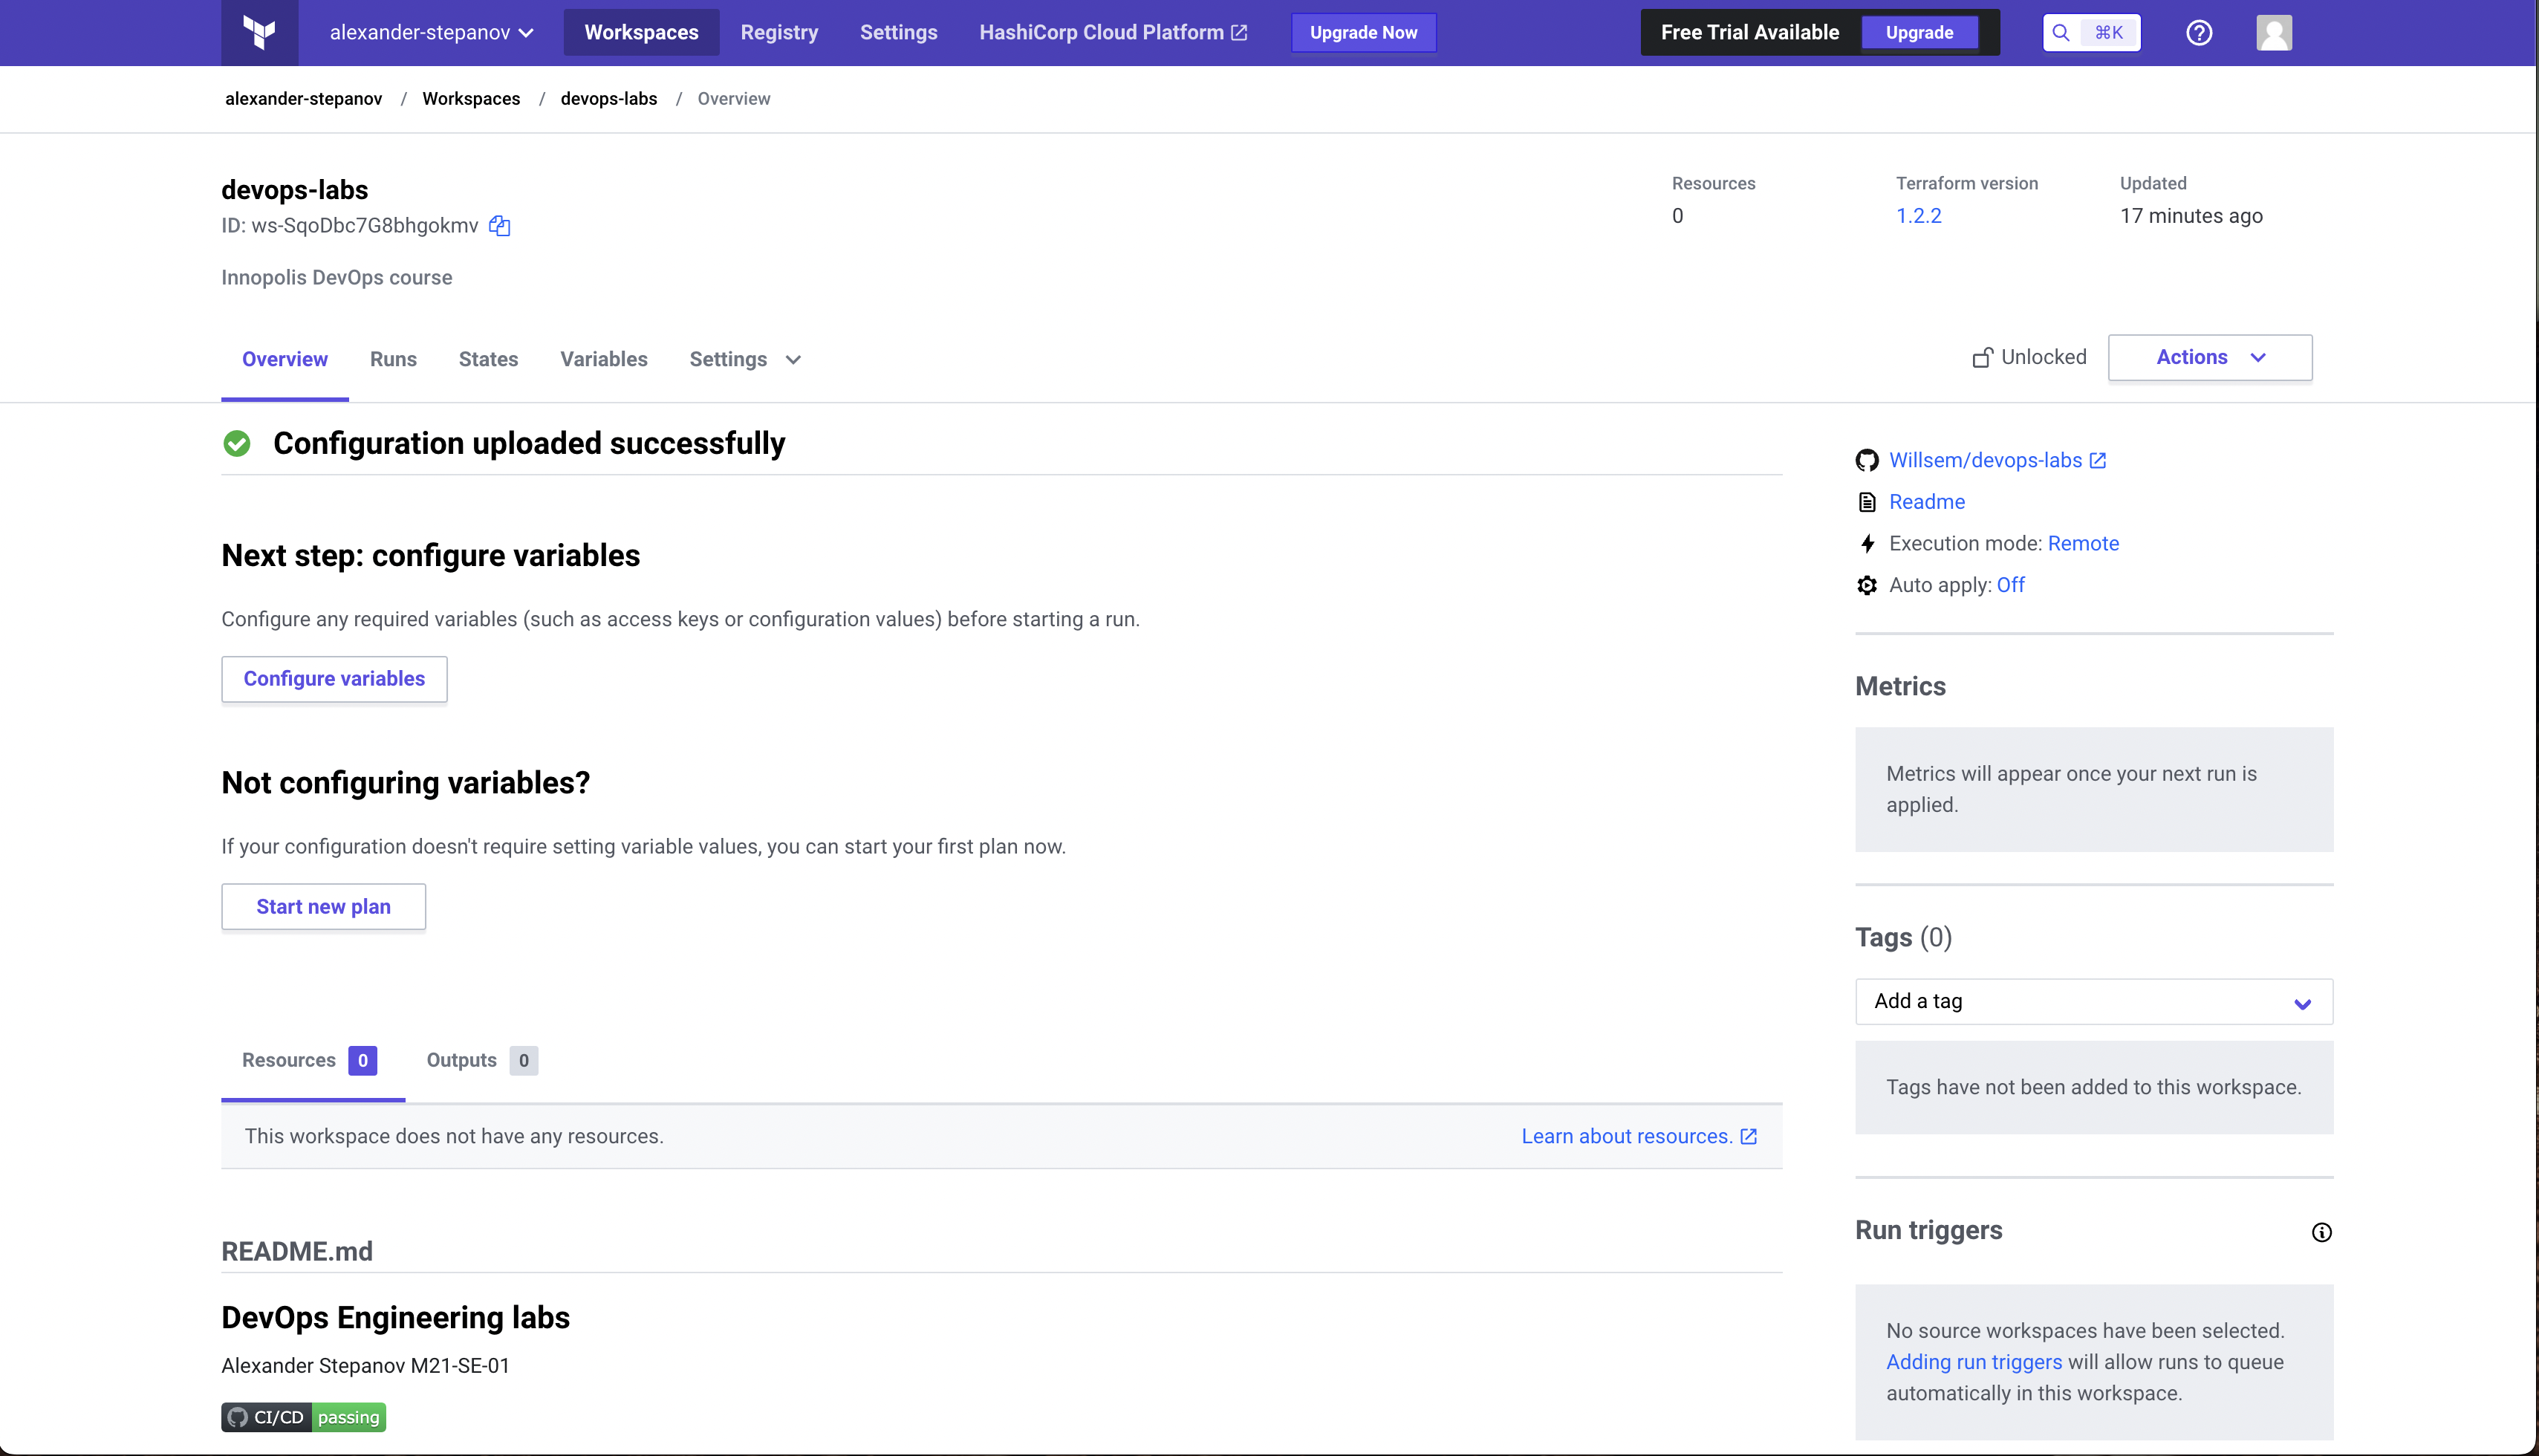 alexander-stepanov
Workspaces
Registry
Settings
HashiCorp Cloud Platform
Upgrade Now
Free Trial Available
Upgrade
⌘K
alexander-stepanov / Workspaces / devops-labs / Overview
devops-labs
ID: ws-SqoDbc7G8bhgokmv
Innopolis DevOps course
Resources
0
Terraform version
1.2.2
Updated
17 minutes ago
Overview
Runs
States
Variables
Settings
Unlocked
Actions
Configuration uploaded successfully
Next step: configure variables
Configure any required variables (such as access keys or configuration values) before starting a run.
Configure variables
Not configuring variables?
If your configuration doesn't require setting variable values, you can start your first plan now.
Start new plan
Resources 0
Outputs 0
This workspace does not have any resources.
Learn about resources.
README.md
DevOps Engineering labs
Alexander Stepanov M21-SE-01
CI/CD passing
Willsem/devops-labs
Readme
Execution mode: Remote
Auto apply: Off
Metrics
Metrics will appear once your next run is
applied.
Tags (0)
Add a tag
Tags have not been added to this workspace.
Run triggers
No source workspaces have been selected.
Adding run triggers will allow runs to queue
automatically in this workspace.